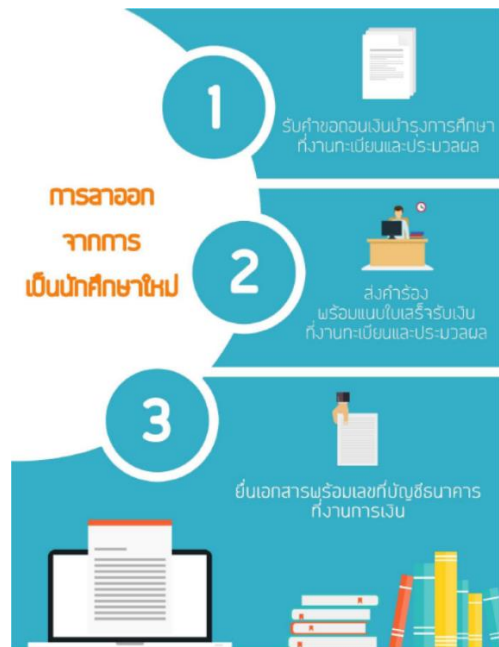 การลาออก
จากการ
เป็นนักศึกษาใหม่
1
รับคำขอถอนเงินบำรุงการศึกษา
ที่งานทะเบียนและประมวลผล
2
ส่งคำร้อง
พร้อมแนบใบเสร็จรับเงิน
ที่งานทะเบียนและประมวลผล
3
ยื่นเอกสารพร้อมเลขที่บัญชีธนาคาร
ที่งานการเงิน